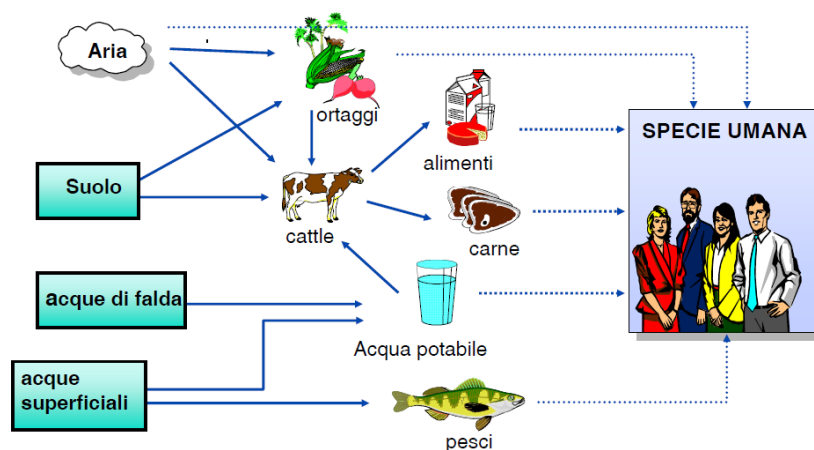 Aria
ortaggi
alimenti
SPECIE UMANA
Suolo
cattle
carne
acque di falda
Acqua potabile
acque
superficiali
pesci